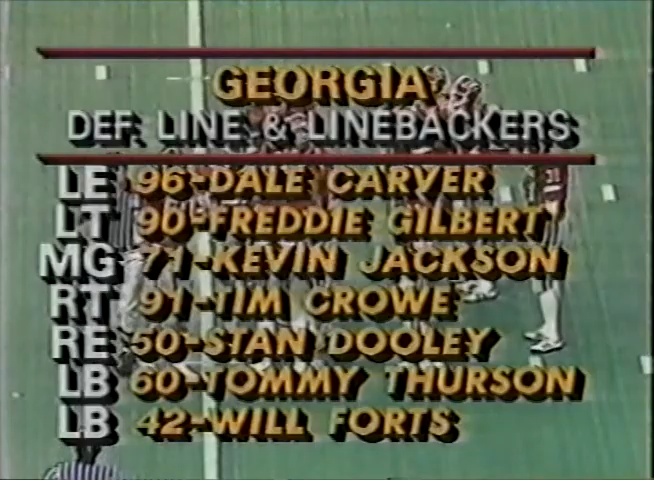 GEORGIA
DEF. LINE & LINEBACKERS
LE 96-DALE CARVER
LT 90-FREDDIE GILBERT
MG 71-KEVIN JACKSON
RT 91-TIM CROWE
RE 50-STAN DOOLEY
LB 60-TOMMY THURSON
LB 42-WILL FORTS